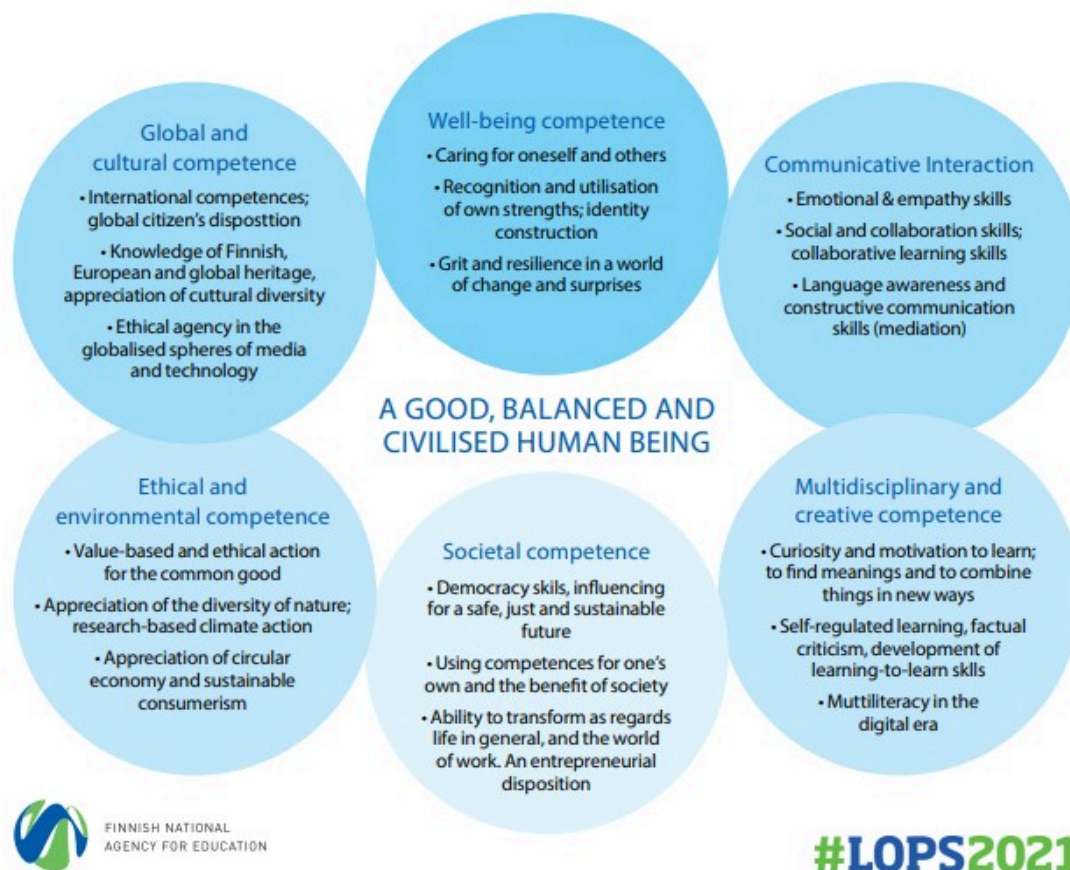 Global and
cultural competence
• International competences;
global citizen's disposttion
• Knowledge of Finnish,
European and global heritage,
appreciation of cuttural diversity
• Ethical agency in the
globalised spheres of media
and technology
Well-being competence
• Caring for oneself and others
• Recognition and utilisation
of own strengths; identity
construction
• Grit and resilience in a world
of change and surprises
Communicative Interaction
• Emotional & empathy skills
• Social and collaboration skills;
collaborative learning skills
• Language awareness and
constructive communication
skills (mediation)
A GOOD, BALANCED AND
CIVILISED HUMAN BEING
Ethical and
environmental competence
• Value-based and ethical action
for the common good
• Appreciation of the diversity of nature;
research-based climate action
• Appreciation of circular
economy and sustainable
consumerism
Societal competence
• Democracy skils, influencing
for a safe, just and sustainable
future
• Using competences for one's
own and the benefit of society
• Ability to transform as regards
life in general, and the world
of work. An entrepreneurial
disposition
Multidisciplinary and
creative competence
• Curiosity and motivation to learn;
to find meanings and to combine
things in new ways
• Self-regulated learning, factual
criticism, development of
learning-to-learn sklls
• Muttiliteracy in the
digital era
FINNISH NATIONAL
AGENCY FOR EDUCATION
#LOPS2021